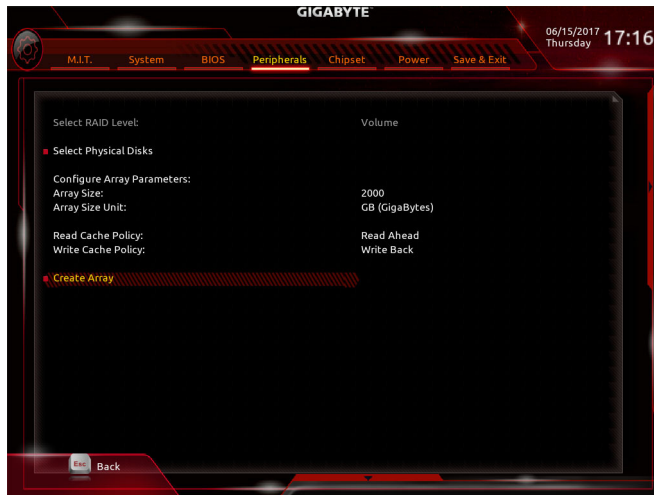 GIGABYTE™
06/15/2017 17:16
Thursday
M.I.T. System BIOS Peripherals Chipset Power Save & Exit
Select RAID Level: Volume
Select Physical Disks
Configure Array Parameters:
Array Size: 2000
Array Size Unit: GB (GigaBytes)
Read Cache Policy: Read Ahead
Write Cache Policy: Write Back
Create Array
Esc Back